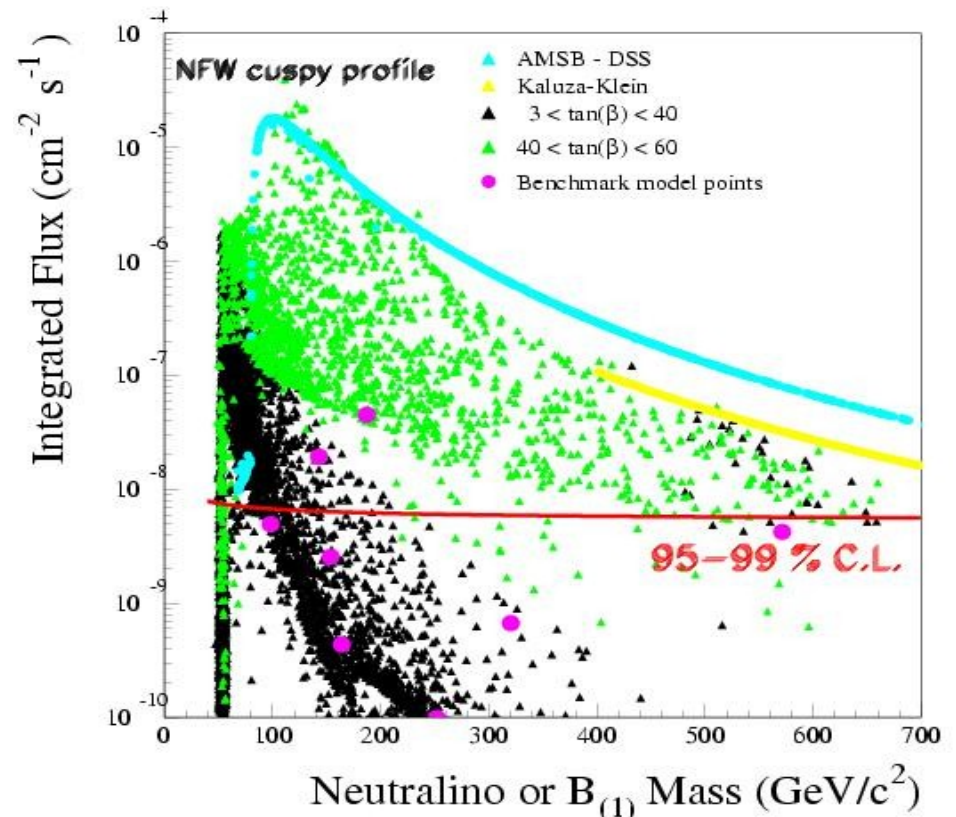 NFW cuspy profile
AMSB - DSS
Kaluza-Klein
3 < tan(β) < 40
40 < tan(β) < 60
Benchmark model points
Integrated Flux (cm⁻² s⁻¹)
10⁻⁴
10⁻⁵
10⁻⁶
10⁻⁷
10⁻⁸
10⁻⁹
10⁻¹⁰
95–99 % C.L.
0 100 200 300 400 500 600 700
Neutralino or B₍₁₎ Mass (GeV/c²)